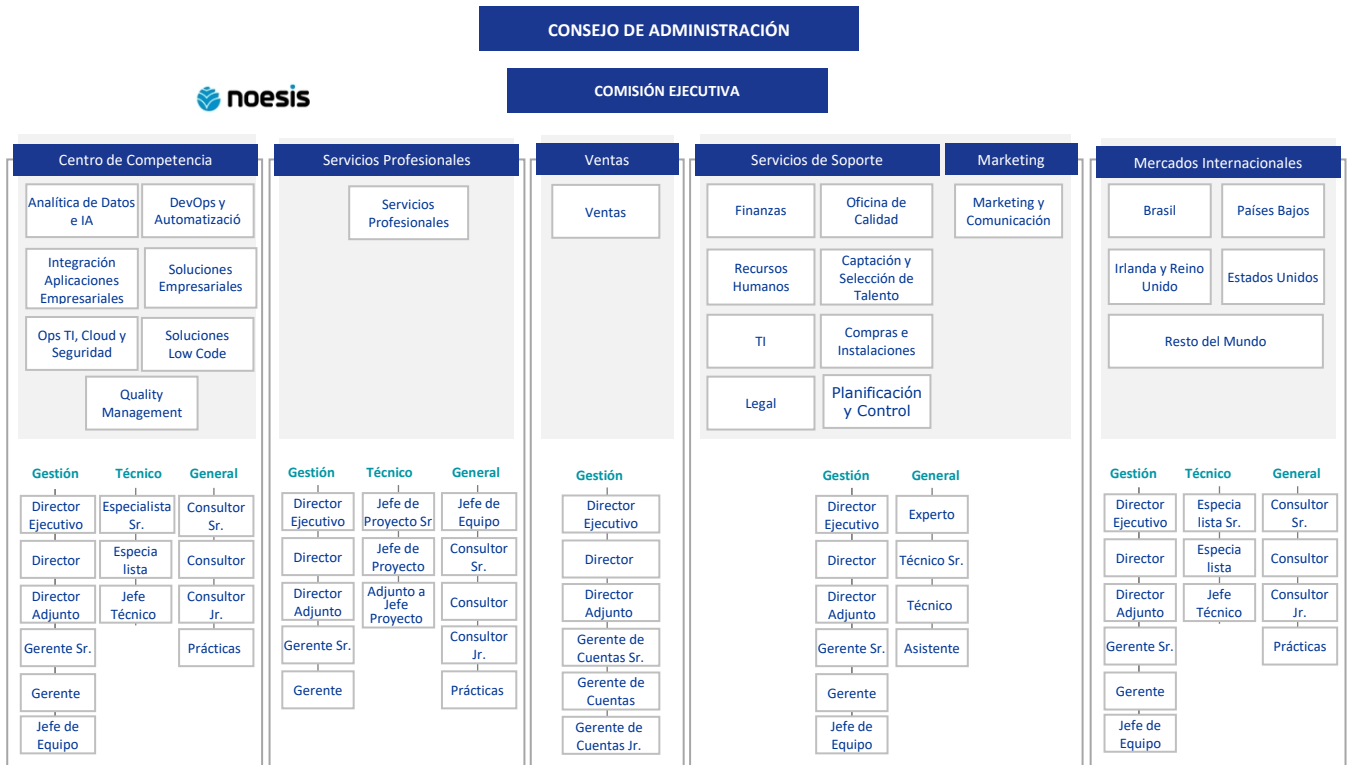 CONSEJO DE ADMINISTRACIÓN
COMISIÓN EJECUTIVA
noesis
Centro de Competencia
Analítica de Datos
e IA
DevOps y
Automatizació
Integración
Aplicaciones
Empresariales
Soluciones
Empresariales
Ops TI, Cloud y
Seguridad
Soluciones
Low Code
Quality
Management
Gestión
Director
Ejecutivo
Director
Director
Adjunto
Gerente Sr.
Gerente
Jefe de
Equipo
Técnico
Especialista
Sr.
Especia
lista
Jefe
Técnico
General
Consultor
Sr.
Consultor
Consultor
Jr.
Prácticas
Servicios Profesionales
Servicios
Profesionales
Gestión
Director
Ejecutivo
Director
Director
Adjunto
Gerente Sr.
Gerente
Técnico
Jefe de
Proyecto Sr
Jefe de
Proyecto
Adjunto a
Jefe
Proyecto
General
Jefe de
Equipo
Consultor
Sr.
Consultor
Consultor
Jr.
Prácticas
Ventas
Ventas
Gestión
Director
Ejecutivo
Director
Director
Adjunto
Gerente de
Cuentas Sr.
Gerente de
Cuentas
Gerente de
Cuentas Jr.
Servicios de Soporte
Marketing
Finanzas
Oficina de
Calidad
Marketing y
Comunicación
Recursos
Humanos
Captación y
Selección de
Talento
TI
Compras e
Instalaciones
Legal
Planificación
y Control
Gestión
Director
Ejecutivo
Director
Director
Adjunto
Gerente Sr.
Gerente
Jefe de
Equipo
General
Experto
Técnico Sr.
Técnico
Asistente
Mercados Internacionales
Brasil
Países Bajos
Irlanda y Reino
Unido
Estados Unidos
Resto del Mundo
Gestión
Director
Ejecutivo
Director
Director
Adjunto
Gerente Sr.
Gerente
Jefe de
Equipo
Técnico
Especia
lista Sr.
Especia
lista
Jefe
Técnico
General
Consultor
Sr.
Consultor
Consultor
Jr.
Prácticas